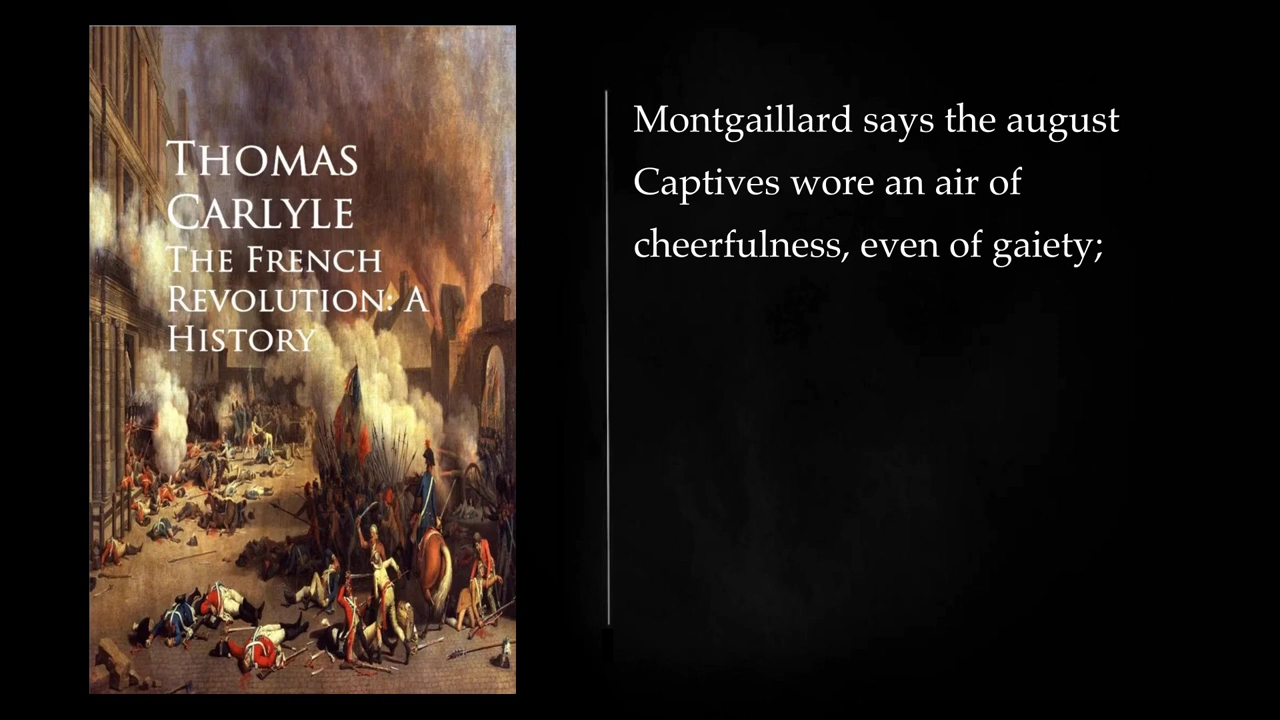 THOMAS
CARLYLE
THE FRENCH
REVOLUTION: A
HISTORY
Montgaillard says the august
Captives wore an air of
cheerfulness, even of gaiety;